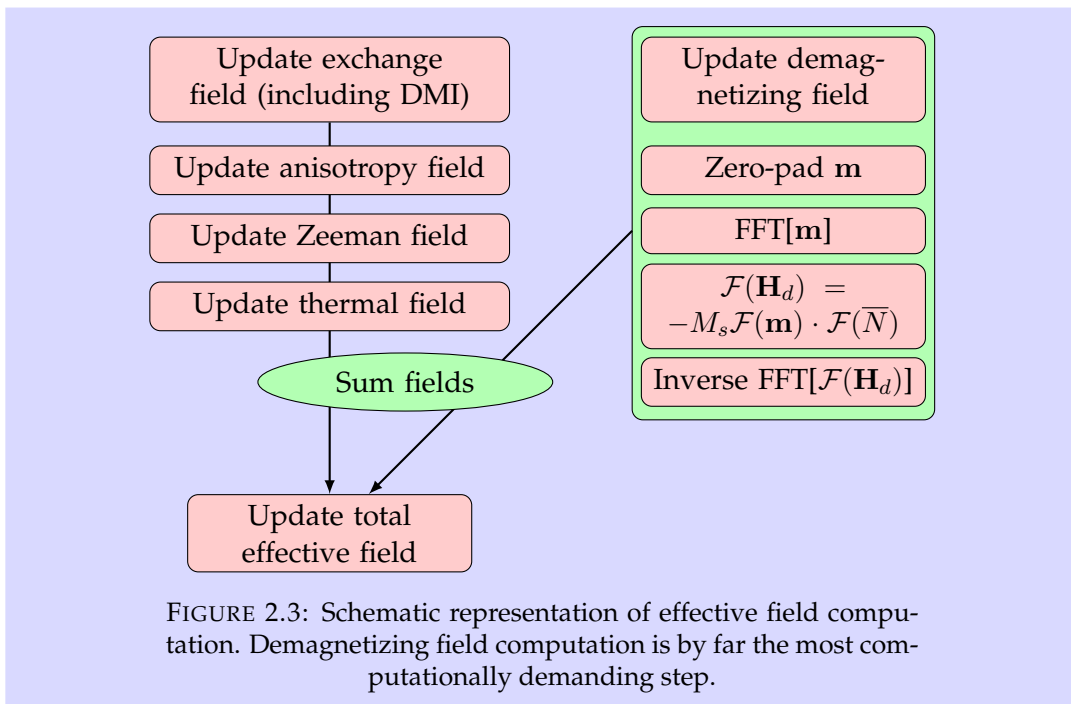 Update exchange
field (including DMI)
Update anisotropy field
Update Zeeman field
Update thermal field
Update demag-
netizing field
Zero-pad m
FFT[m]
ℱ(H_d) =
−M_sℱ(m) · ℱ(N̅)
Inverse FFT[ℱ(H_d)]
Sum fields
Update total
effective field
FIGURE 2.3: Schematic representation of effective field compu-
tation. Demagnetizing field computation is by far the most com-
putationally demanding step.